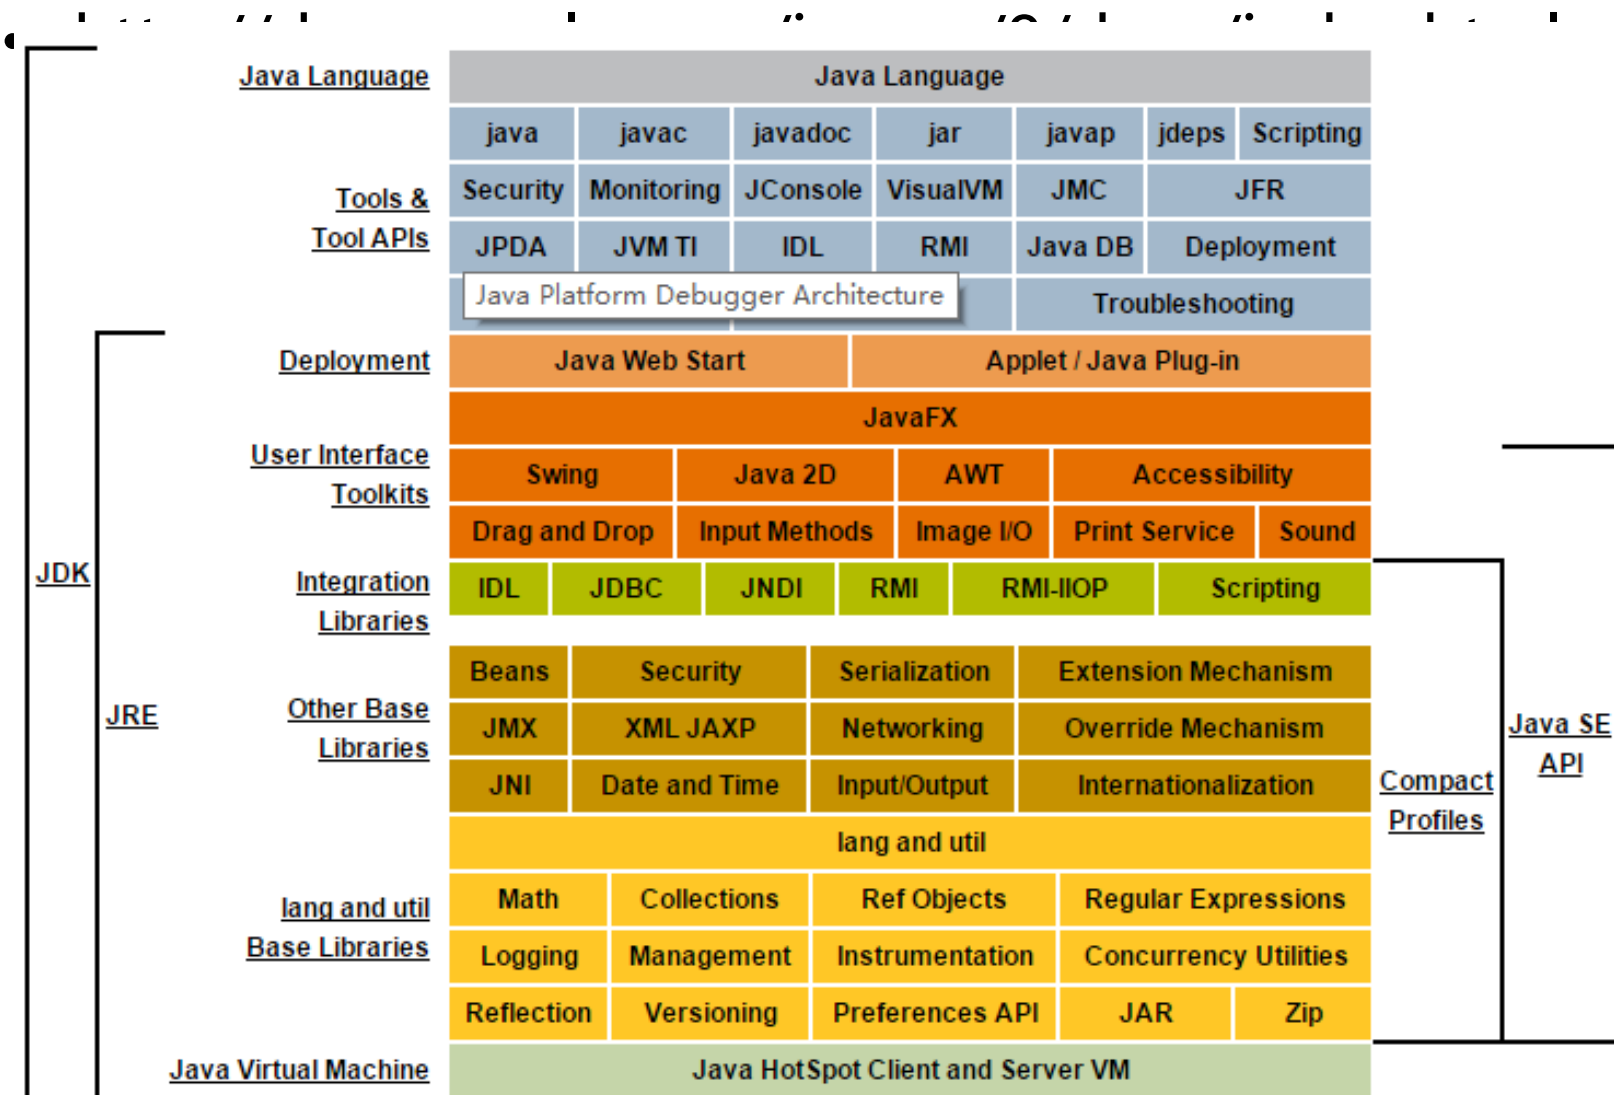 Java Language Java Language
java javac javadoc jar javap jdeps Scripting
Security Monitoring JConsole VisualVM JMC JFR
Tools &
Tool APIs
JPDA JVM TI IDL RMI Java DB Deployment
Java Platform Debugger Architecture
Troubleshooting
Deployment Java Web Start Applet / Java Plug-in
JavaFX
User Interface
Toolkits
Swing Java 2D AWT Accessibility
Drag and Drop Input Methods Image I/O Print Service Sound
JDK
Integration
Libraries
IDL JDBC JNDI RMI RMI-IIOP Scripting
Beans Security Serialization Extension Mechanism
JRE
Other Base
Libraries
JMX XML JAXP Networking Override Mechanism
Java SE
API
JNI Date and Time Input/Output Internationalization
Compact
Profiles
lang and util
lang and util
Base Libraries
Math Collections Ref Objects Regular Expressions
Logging Management Instrumentation Concurrency Utilities
Reflection Versioning Preferences API JAR Zip
Java Virtual Machine Java HotSpot Client and Server VM